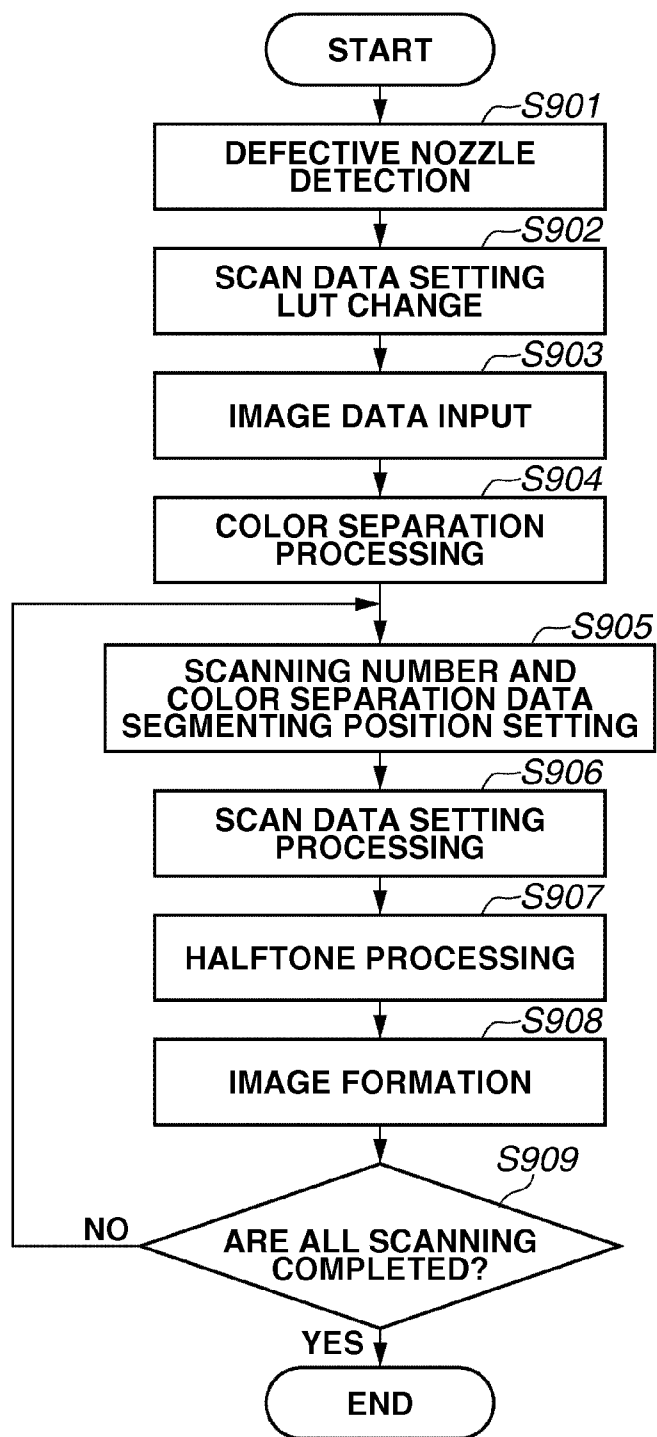 START
S901
DEFECTIVE NOZZLE
DETECTION
S902
SCAN DATA SETTING
LUT CHANGE
S903
IMAGE DATA INPUT
S904
COLOR SEPARATION
PROCESSING
S905
SCANNING NUMBER AND
COLOR SEPARATION DATA
SEGMENTING POSITION SETTING
S906
SCAN DATA SETTING
PROCESSING
S907
HALFTONE PROCESSING
S908
IMAGE FORMATION
S909
NO
ARE ALL SCANNING
COMPLETED?
YES
END